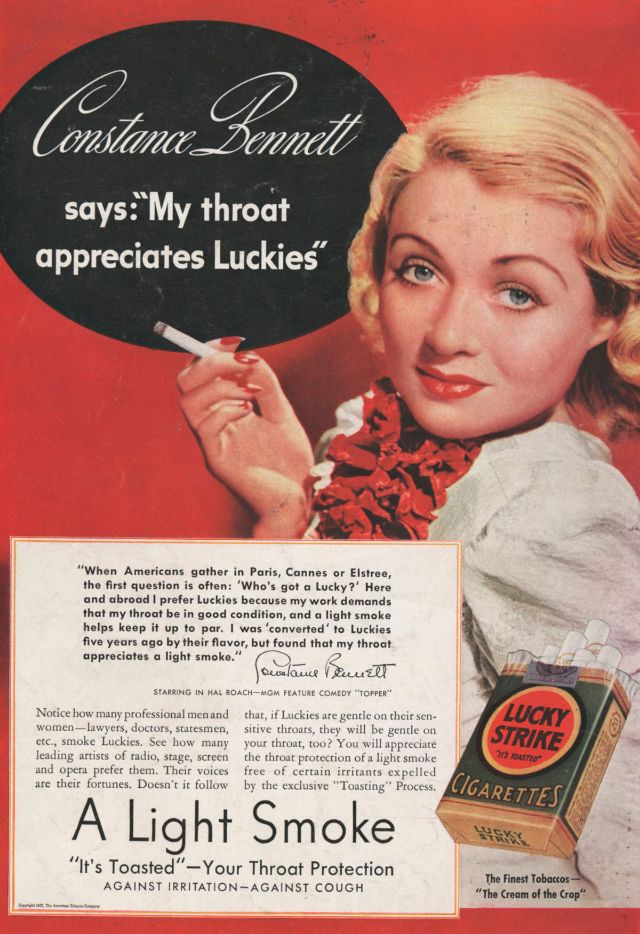 Constance Bennett
says: "My throat
appreciates Luckies"
"When Americans gather in Paris, Cannes or Elstree,
the first question is often: 'Who's got a Lucky?' Here
and abroad I prefer Luckies because my work demands
that my throat be in good condition, and a light smoke
helps keep it up to par. I was 'converted' to Luckies
five years ago by their flavor, but found that my throat
appreciates a light smoke."
Constance Bennett
STARRING IN HAL ROACH—MGM FEATURE COMEDY "TOPPER"
Notice how many professional men and
women—lawyers, doctors, statesmen,
etc., smoke Luckies. See how many
leading artists of radio, stage, screen
and opera prefer them. Their voices
are their fortunes. Doesn't it follow
that, if Luckies are gentle on their sen-
sitive throats, they will be gentle on
your throat, too? You will appreciate
the throat protection of a light smoke
free of certain irritants expelled
by the exclusive "Toasting" Process.
A Light Smoke
"It's Toasted"—Your Throat Protection
AGAINST IRRITATION—AGAINST COUGH
Copyright 1937, The American Tobacco Company
LUCKY
STRIKE
"IT'S TOASTED"
CIGARETTES
LUCKY
STRIKE
The Finest Tobaccos—
"The Cream of the Crop"